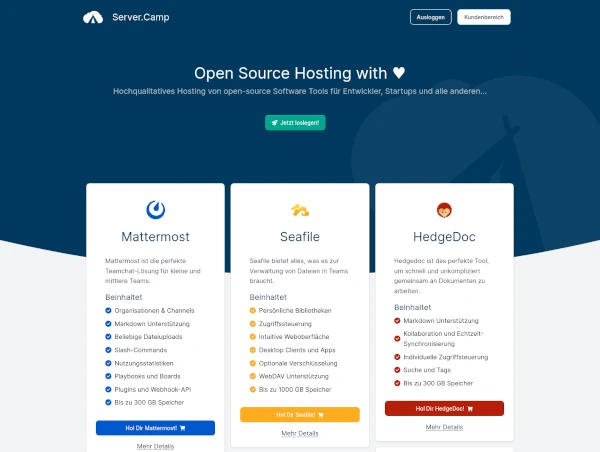 Server.Camp
Ausloggen
Kundenbereich
Open Source Hosting with ♥
Hochqualitatives Hosting von open-source Software Tools für Entwickler, Startups und alle anderen...
Jetzt loslegen!
Mattermost
Mattermost ist die perfekte
Teamchat-Lösung für kleine und
mittlere Teams.
Beinhaltet
Organisationen & Channels
Markdown Unterstützung
Beliebige Dateiuploads
Slash-Commands
Nutzungsstatistiken
Playbooks und Boards
Plugins und Webhook-API
Bis zu 300 GB Speicher
Hol Dir Mattermost!
Mehr Details
Seafile
Seafile bietet alles, was es zur
Verwaltung von Dateien in Teams
braucht.
Beinhaltet
Persönliche Bibliotheken
Zugriffssteuerung
Intuitive Weboberfläche
Desktop Clients und Apps
Optionale Verschlüsselung
WebDAV Unterstützung
Bis zu 1000 GB Speicher
Hol Dir Seafile!
Mehr Details
HedgeDoc
Hedgedoc ist das perfekte Tool,
um schnell und unkompliziert
gemeinsam an Dokumenten zu
arbeiten.
Beinhaltet
Markdown Unterstützung
Kollaboration und Echtzeit-
Synchronisierung
Individuelle Zugriffsteuerung
Suche und Tags
Bis zu 300 GB Speicher
Hol Dir HedgeDoc!
Mehr Details